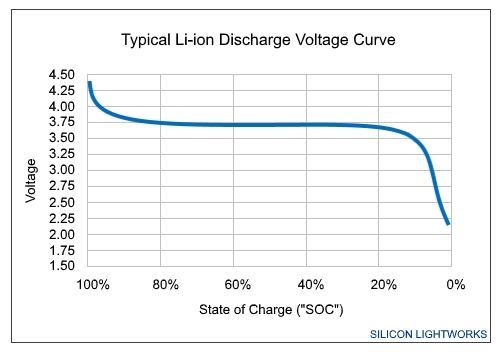 Typical Li-ion Discharge Voltage Curve
4.50
4.25
4.00
3.75
3.50
3.25
3.00
2.75
2.50
2.25
2.00
1.75
1.50
Voltage
100% 80% 60% 40% 20% 0%
State of Charge ("SOC")
SILICON LIGHTWORKS